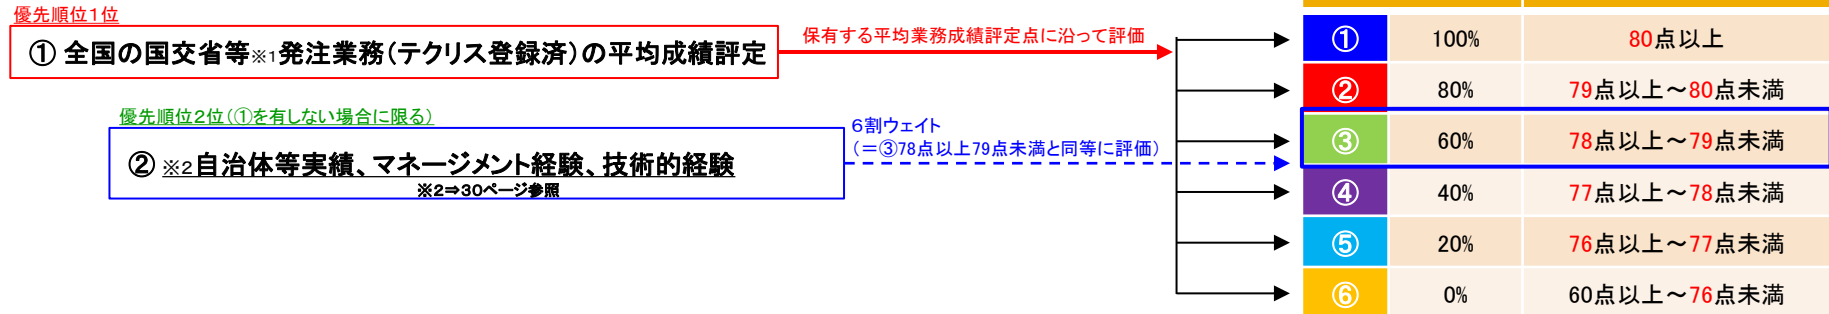 優先順位1位
① 全国の国交省等※1発注業務(テクリス登録済)の平均成績評定
保有する平均業務成績評定点に沿って評価
優先順位2位(①を有しない場合に限る)
② ※2自治体等実績、マネージメント経験、技術的経験
※2⇒30ページ参照
6割ウェイト
(=③78点以上79点未満と同等に評価)
① 100% 80点以上
② 80% 79点以上～80点未満
③ 60% 78点以上～79点未満
④ 40% 77点以上～78点未満
⑤ 20% 76点以上～77点未満
⑥ 0% 60点以上～76点未満